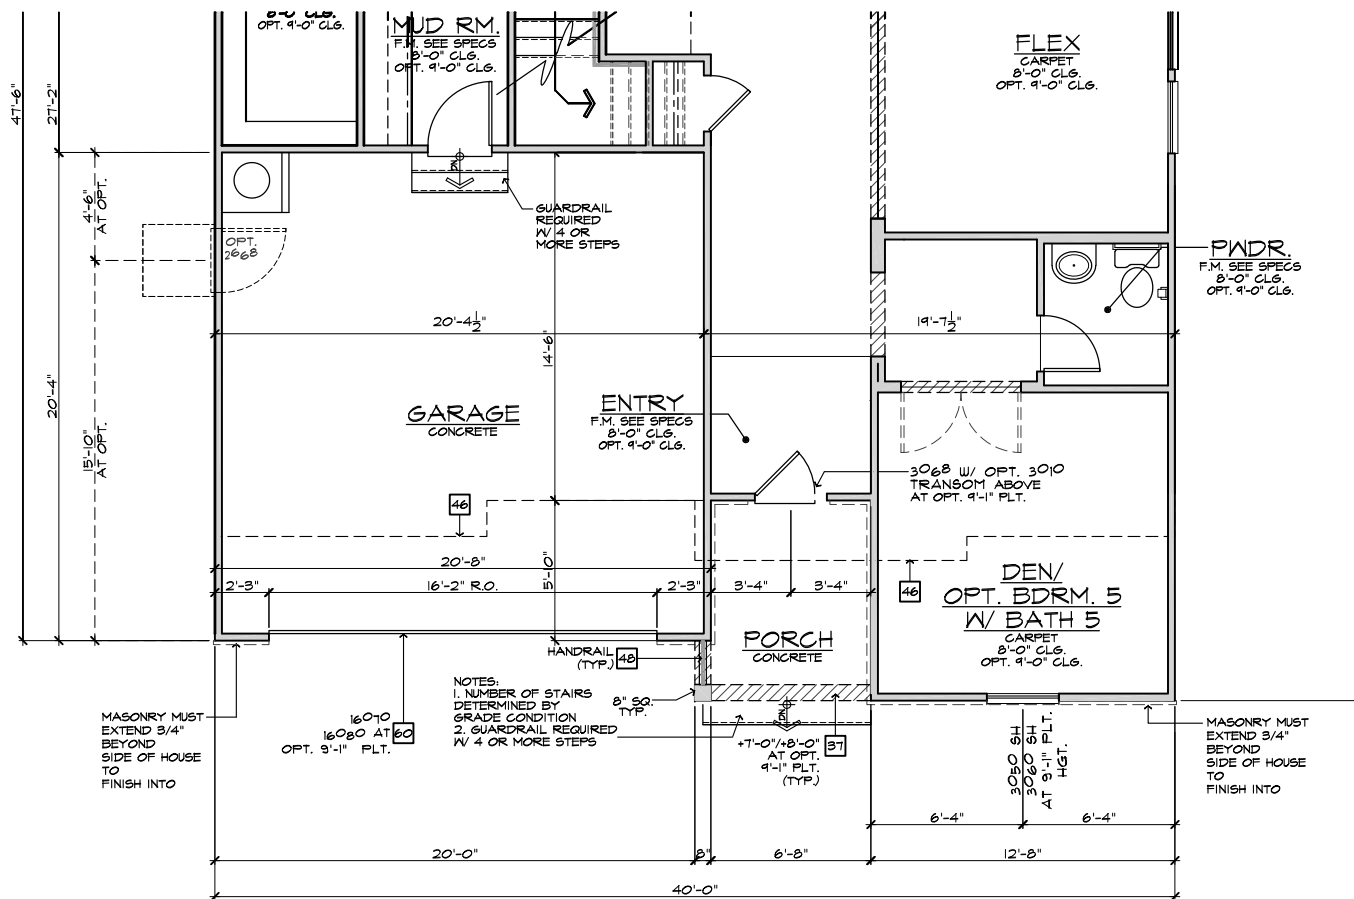 8'-0" CLG.
OPT. 9'-0" CLG.
MUD RM.
F.M. SEE SPECS
8'-0" CLG.
OPT. 9'-0" CLG.
FLEX
CARPET
8'-0" CLG.
OPT. 9'-0" CLG.
47'-6"
27'-2"
4'-6"
AT OPT.
DN
GUARDRAIL
REQUIRED
W/ 4 OR
MORE STEPS
OPT.
2668
PWDR.
F.M. SEE SPECS
8'-0" CLG.
OPT. 9'-0" CLG.
20'-4 1/2"
19'-7 1/2"
14'-6"
20'-4"
15'-10"
AT OPT.
GARAGE
CONCRETE
ENTRY
F.M. SEE SPECS
8'-0" CLG.
OPT. 9'-0" CLG.
3068 W/ OPT. 3010
TRANSOM ABOVE
AT OPT. 9'-1" PLT.
46
20'-8"
5'-10"
2'-3"
16'-2" R.O.
2'-3"
3'-4"
3'-4"
46
DEN/
OPT. BDRM. 5
W/ BATH 5
CARPET
8'-0" CLG.
OPT. 9'-0" CLG.
PORCH
CONCRETE
HANDRAIL
(TYP.)
48
NOTES:
1. NUMBER OF STAIRS
DETERMINED BY
GRADE CONDITION
2. GUARDRAIL REQUIRED
W/ 4 OR MORE STEPS
8" SQ.
TYP.
DN
MASONRY MUST
EXTEND 3/4"
BEYOND
SIDE OF HOUSE
TO
FINISH INTO
16070
16080 AT
OPT. 9'-1" PLT.
60
+7'-0"/+8'-0"
AT OPT.
9'-1" PLT.
(TYP.)
37
3050 SH
3060 SH
AT 9'-1" PLT.
HGT.
MASONRY MUST
EXTEND 3/4"
BEYOND
SIDE OF HOUSE
TO
FINISH INTO
6'-4"
6'-4"
20'-0"
8"
6'-8"
12'-8"
40'-0"